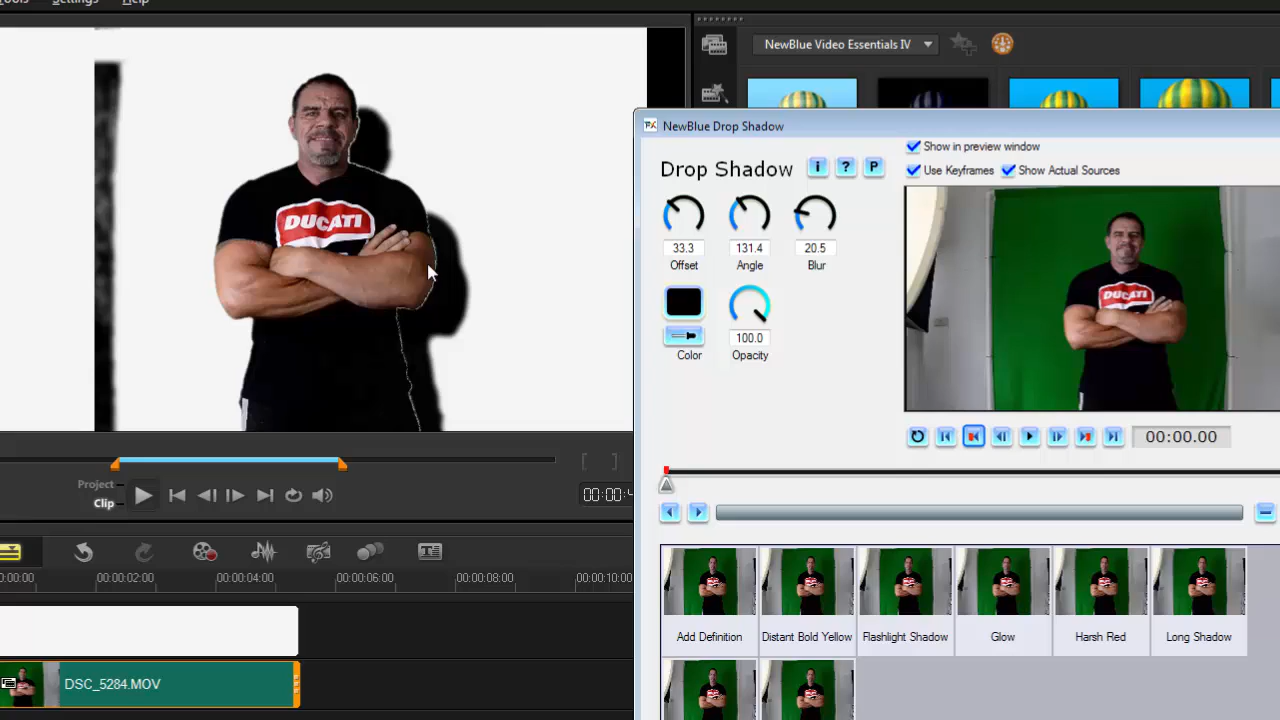 Tools
Settings
Help
NewBlue Video Essentials IV
NewBlue Drop Shadow
Drop Shadow
i ? P
Show in preview window
Use Keyframes
Show Actual Sources
33.3
131.4
20.5
Offset
Angle
Blur
100.0
Color
Opacity
DUCATI
DUCATI
00:00.00
Project
Clip
00:00:0
0:00:00
00:00:02:00
00:00:04:00
00:00:06:00
00:00:08:00
00:00:10:00
Add Definition
Distant Bold Yellow
Flashlight Shadow
Glow
Harsh Red
Long Shadow
DSC_5284.MOV